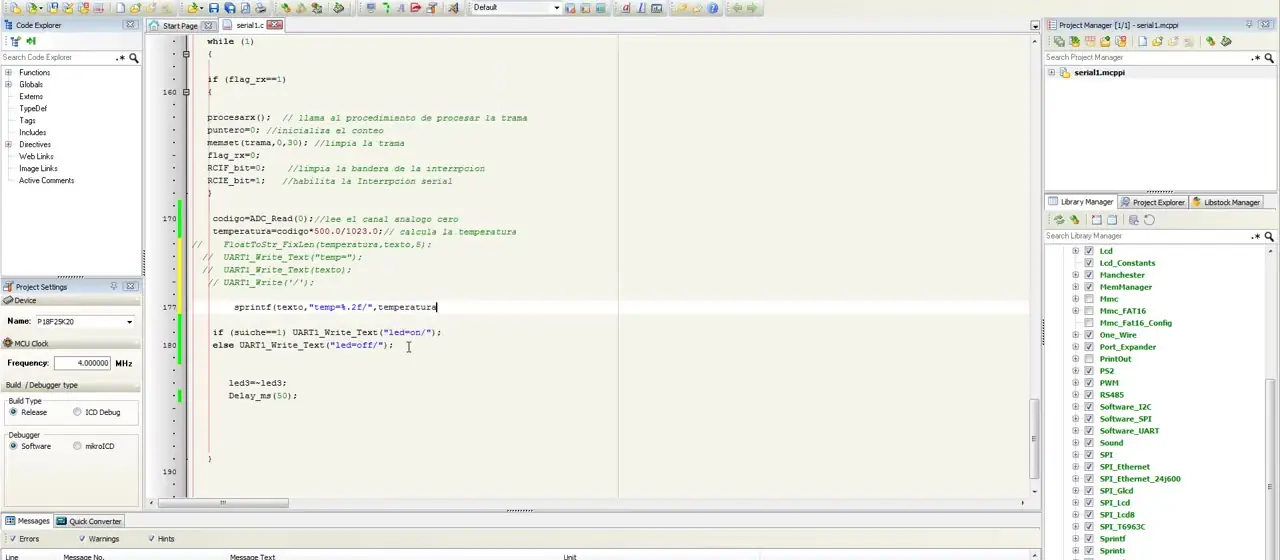 Default
Code Explorer
Start Page
serial1.c
Project Manager [1/1] - serial1.mcppi
Search Code Explorer
Functions
Globals
Externs
TypeDef
Tags
Includes
Directives
Web Links
Image Links
Active Comments
Project Settings
Device
Name: P18F25K20
MCU Clock
Frequency: 4.000000 MHz
Build / Debugger type
Build Type
Release
ICD Debug
Debugger
Software
mikroICD
while (1)
{
if (flag_rx==1)
160 {
procesarx(); // llama al procedimiento de procesar la trama
puntero=0; //inicializa el conteo
memset(trama,0,30); //limpia la trama
flag_rx=0;
RCIF_bit=0; //limpia la bandera de la interrpcion
RCIE_bit=1; //habilita la Interrpcion serial
}
170 codigo=ADC_Read(0);//lee el canal analogo cero
temperatura=codigo*500.0/1023.0;// calcula la temperatura
// FloatToStr_FixLen(temperatura,texto,5);
// UART1_Write_Text("temp=");
// UART1_Write_Text(texto);
// UART1_Write('/');
177 sprintf(texto,"temp=%.2f/",temperatura
if (suiche==1) UART1_Write_Text("led=on/");
180 else UART1_Write_Text("led=off/");
led3=~led3;
Delay_ms(50);
}
190
Search Project Manager
serial1.mcppi
Library Manager
Project Explorer
Libstock Manager
Search Library Manager
Lcd
Lcd_Constants
Manchester
MemManager
Mmc
Mmc_FAT16
Mmc_Fat16_Config
One_Wire
Port_Expander
PrintOut
PS2
PWM
RS485
Software_I2C
Software_SPI
Software_UART
Sound
SPI
SPI_Ethernet
SPI_Ethernet_24j600
SPI_Glcd
SPI_Lcd
SPI_Lcd8
SPI_T6963C
Sprintf
Sprinti
Messages
Quick Converter
Errors
Warnings
Hints
Line
Message No.
Message Text
Unit